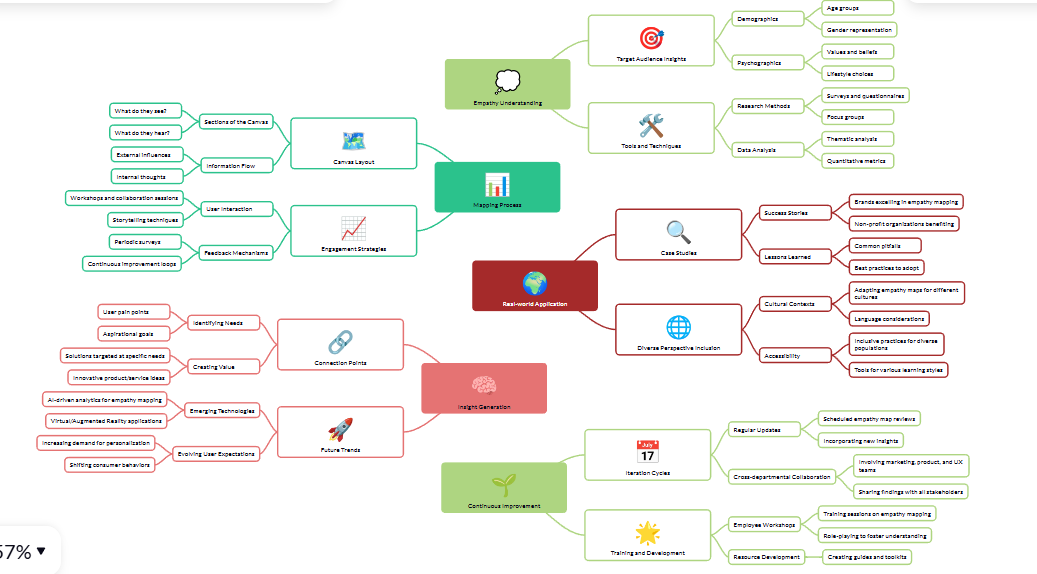 Empathy Understanding
Target Audience Insights
Demographics
Age groups
Gender representation
Psychographics
Values and beliefs
Lifestyle choices
Tools and Techniques
Research Methods
Surveys and questionnaires
Focus groups
Data Analysis
Thematic analysis
Quantitative metrics
Mapping Process
Canvas Layout
Sections of the Canvas
What do they see?
What do they hear?
Information Flow
External influences
Internal thoughts
Engagement Strategies
User Interaction
Workshops and collaboration sessions
Storytelling techniques
Feedback Mechanisms
Periodic surveys
Continuous improvement loops
Real-world Application
Case Studies
Success Stories
Brands excelling in empathy mapping
Non-profit organizations benefiting
Lessons Learned
Common pitfalls
Best practices to adopt
Diverse Perspective Inclusion
Cultural Contexts
Adapting empathy maps for different
cultures
Language considerations
Accessibility
Inclusive practices for diverse
populations
Tools for various learning styles
Insight Generation
Connection Points
Identifying Needs
User pain points
Aspirational goals
Creating Value
Solutions targeted at specific needs
Innovative product/service ideas
Future Trends
Emerging Technologies
AI-driven analytics for empathy mapping
Virtual/Augmented Reality applications
Evolving User Expectations
Increasing demand for personalization
Shifting consumer behaviors
Continuous Improvement
July
17
Iteration Cycles
Regular Updates
Scheduled empathy map reviews
Incorporating new insights
Cross-departmental Collaboration
Involving marketing, product, and UX
teams
Sharing findings with all stakeholders
Training and Development
Employee Workshops
Training sessions on empathy mapping
Role-playing to foster understanding
Resource Development
Creating guides and toolkits
57%